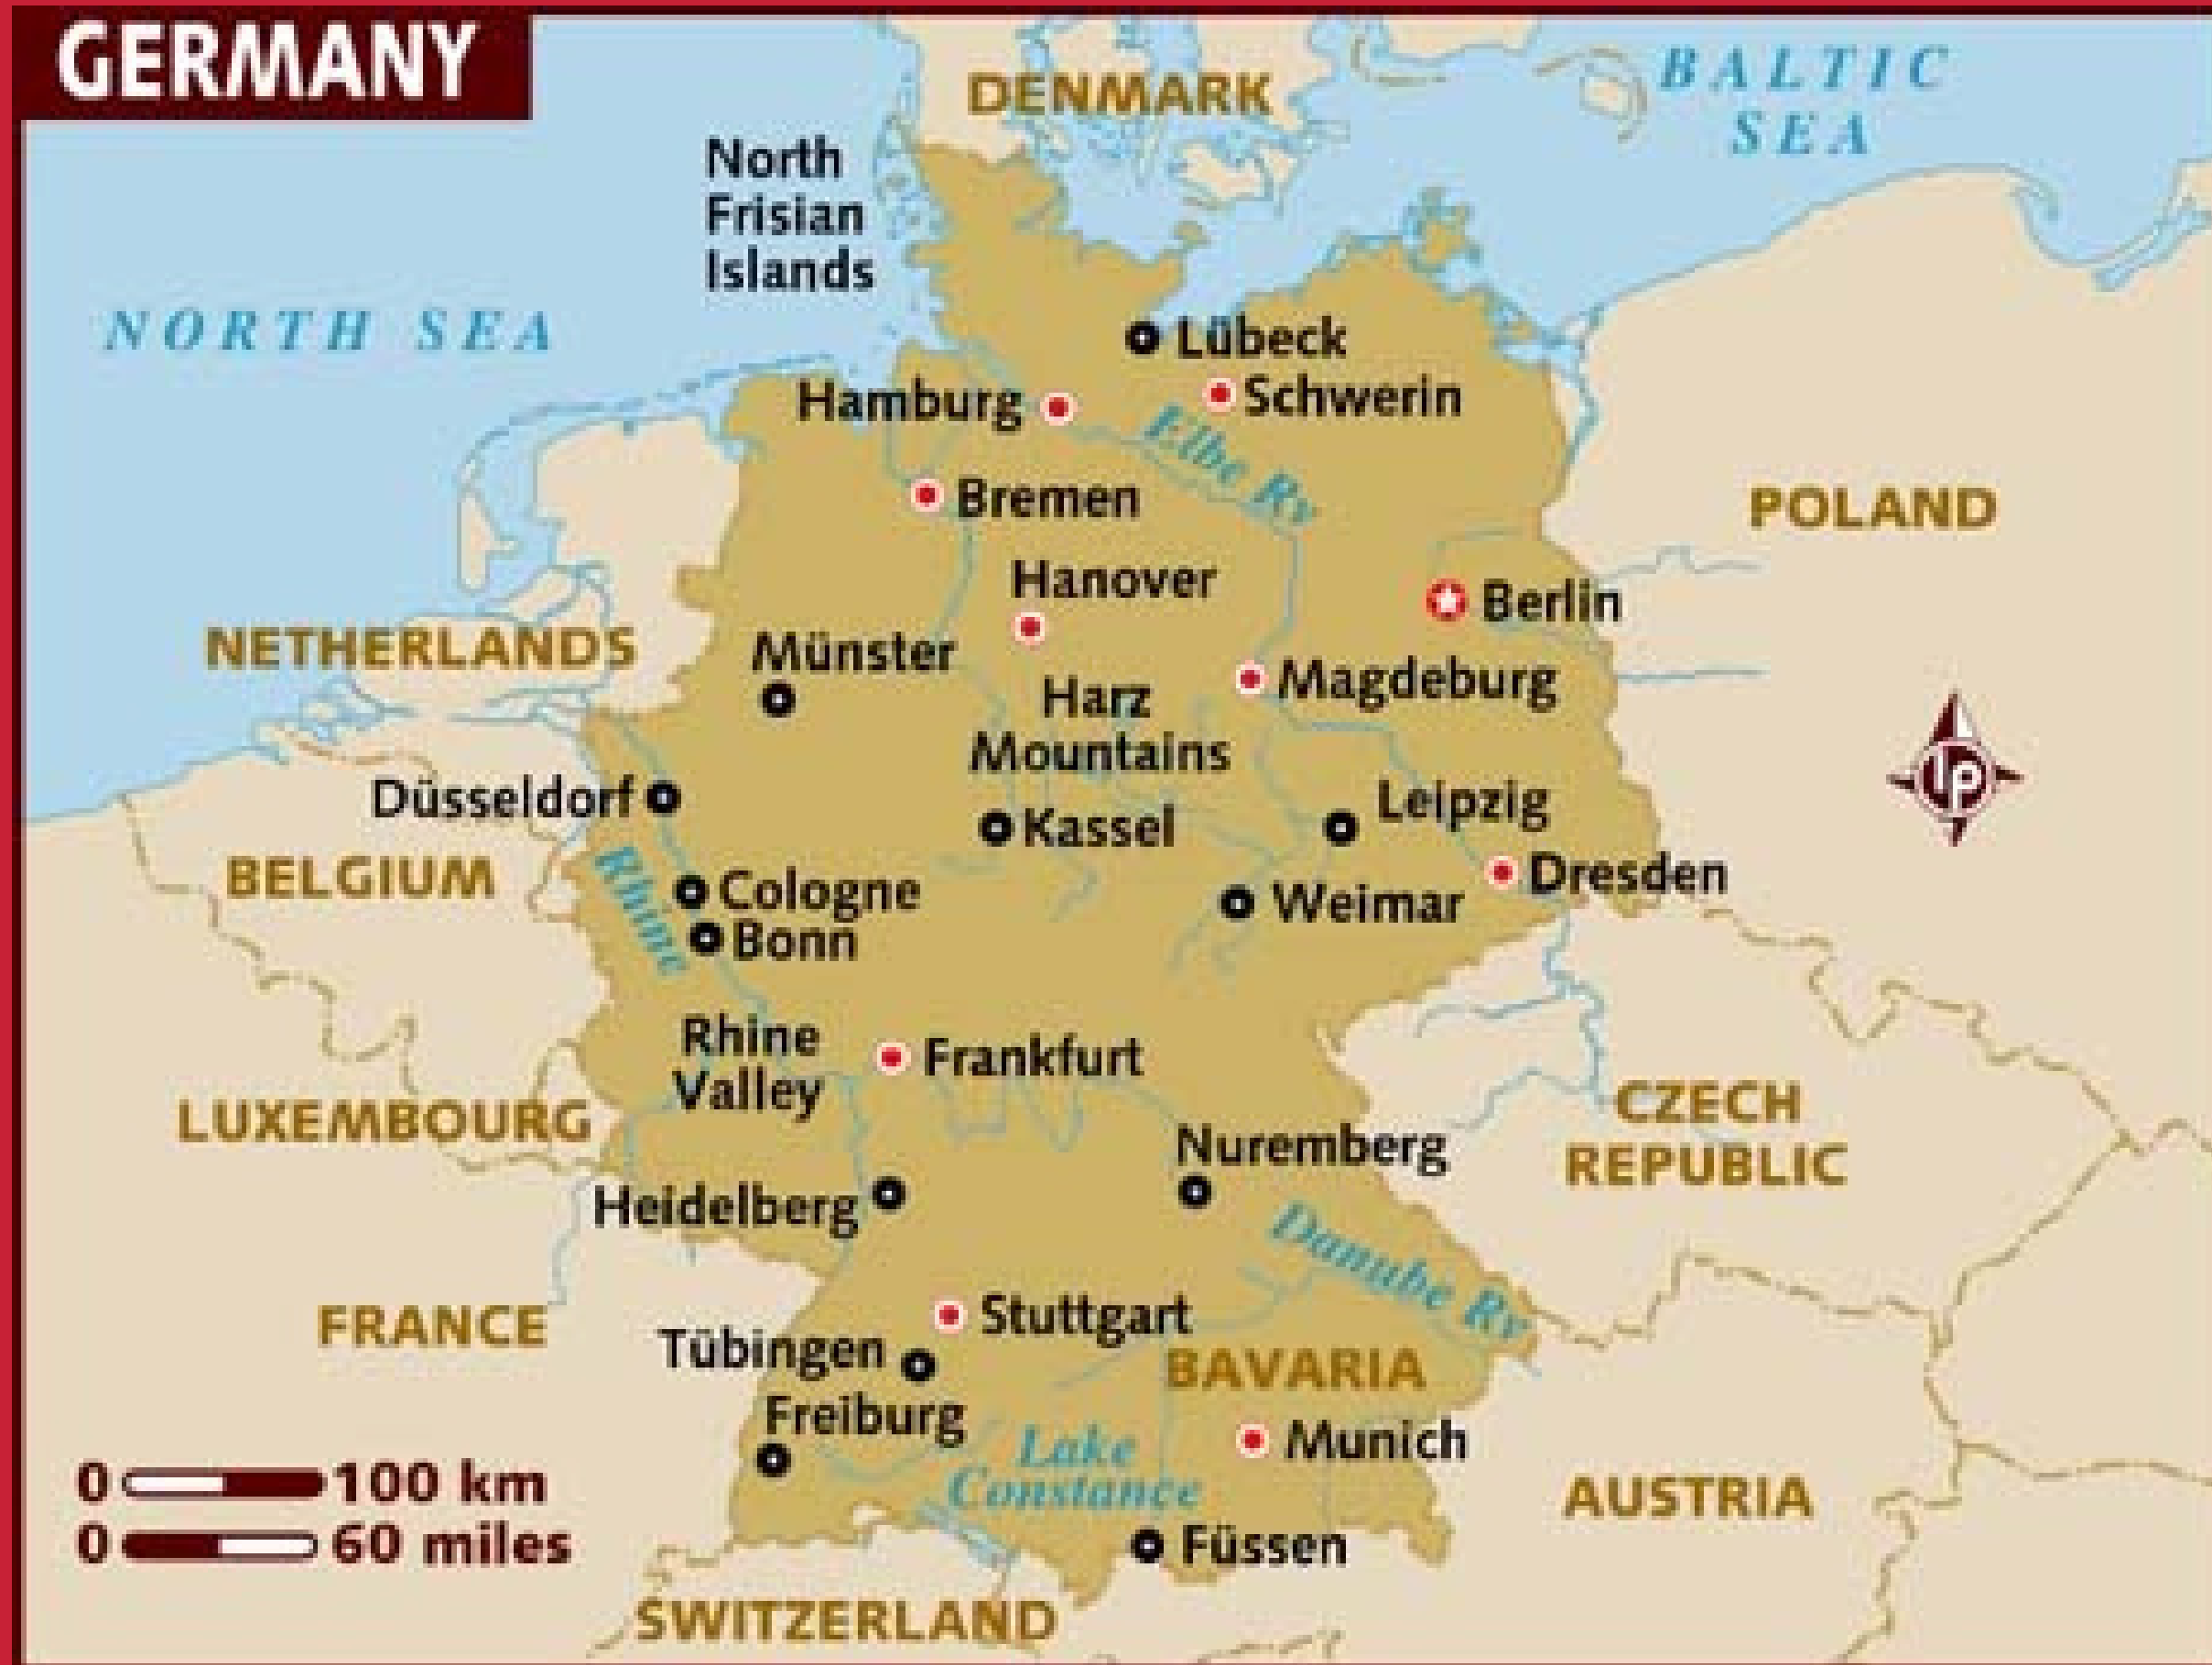 GERMANY
DENMARK
BALTIC
SEA
North
Frisian
Islands
NORTH SEA
Lübeck
Hamburg
Schwerin
Elbe Rv
Bremen
POLAND
Hanover
Berlin
NETHERLANDS
Münster
Magdeburg
Harz
Mountains
lp
Düsseldorf
Kassel
Leipzig
BELGIUM
Rhine
Cologne
Dresden
Weimar
Bonn
Rhine
Valley
Frankfurt
LUXEMBOURG
CZECH
REPUBLIC
Nuremberg
Heidelberg
Danube Rv
FRANCE
Stuttgart
Tübingen
BAVARIA
Freiburg
Munich
Lake
Constance
0 100 km
0 60 miles
AUSTRIA
Füssen
SWITZERLAND